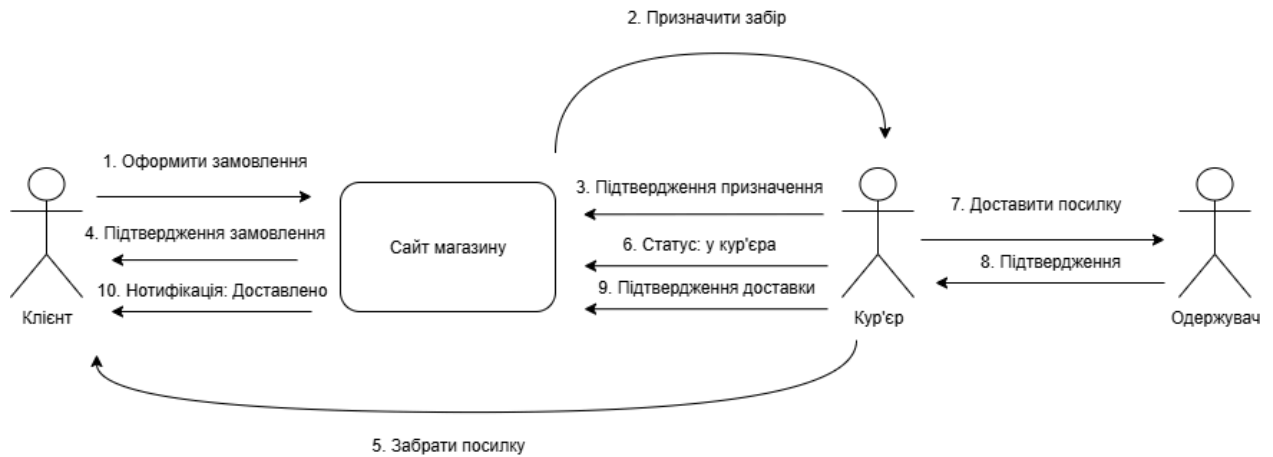 2. Призначити забір
1. Оформити замовлення
3. Підтвердження призначення
7. Доставити посилку
4. Підтвердження замовлення
Сайт магазину
6. Статус: у кур'єра
8. Підтвердження
10. Нотифікація: Доставлено
9. Підтвердження доставки
Клієнт
Кур'єр
Одержувач
5. Забрати посилку